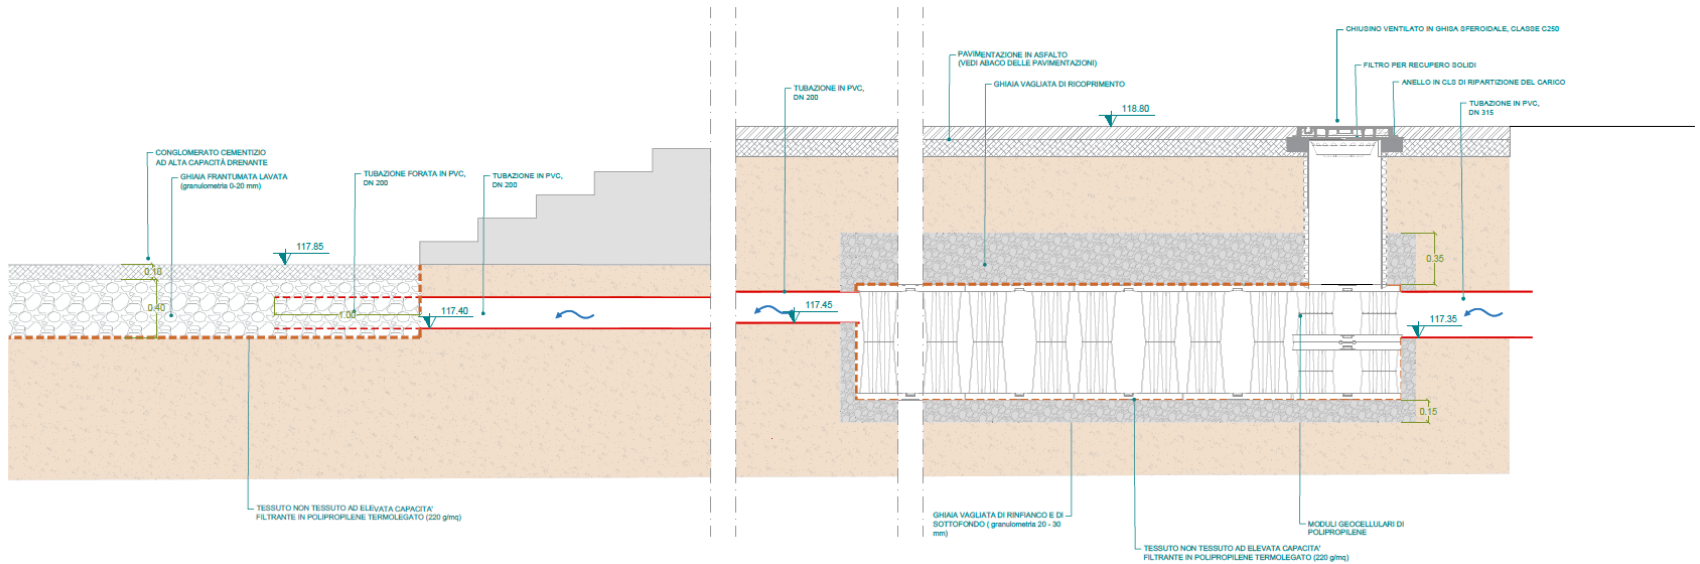 CHIUSINO VENTILATO IN GHISA SFEROIDALE, CLASSE C250
PAVIMENTAZIONE IN ASFALTO
(VEDI ABACO DELLE PAVIMENTAZIONI)
FILTRO PER RECUPERO SOLIDI
GHIAIA VAGLIATA DI RICOPRIMENTO
ANELLO IN CLS DI RIPARTIZIONE DEL CARICO
TUBAZIONE IN PVC,
DN 200
TUBAZIONE IN PVC,
DN 315
118.80
CONGLOMERATO CEMENTIZIO
AD ALTA CAPACITÀ DRENANTE
GHIAIA FRANTUMATA LAVATA
(granulometria 0-20 mm)
TUBAZIONE FORATA IN PVC,
DN 200
TUBAZIONE IN PVC,
DN 200
117.85
0.10
0.35
0.40
1.00
117.40
117.45
117.35
0.15
TESSUTO NON TESSUTO AD ELEVATA CAPACITA'
FILTRANTE IN POLIPROPILENE TERMOLEGATO (220 g/mq)
GHIAIA VAGLIATA DI RINFIANCO E DI
SOTTOFONDO ( granulometria 20 - 30
mm)
MODULI GEOCELLULARI DI
POLIPROPILENE
TESSUTO NON TESSUTO AD ELEVATA CAPACITA'
FILTRANTE IN POLIPROPILENE TERMOLEGATO (220 g/mq)